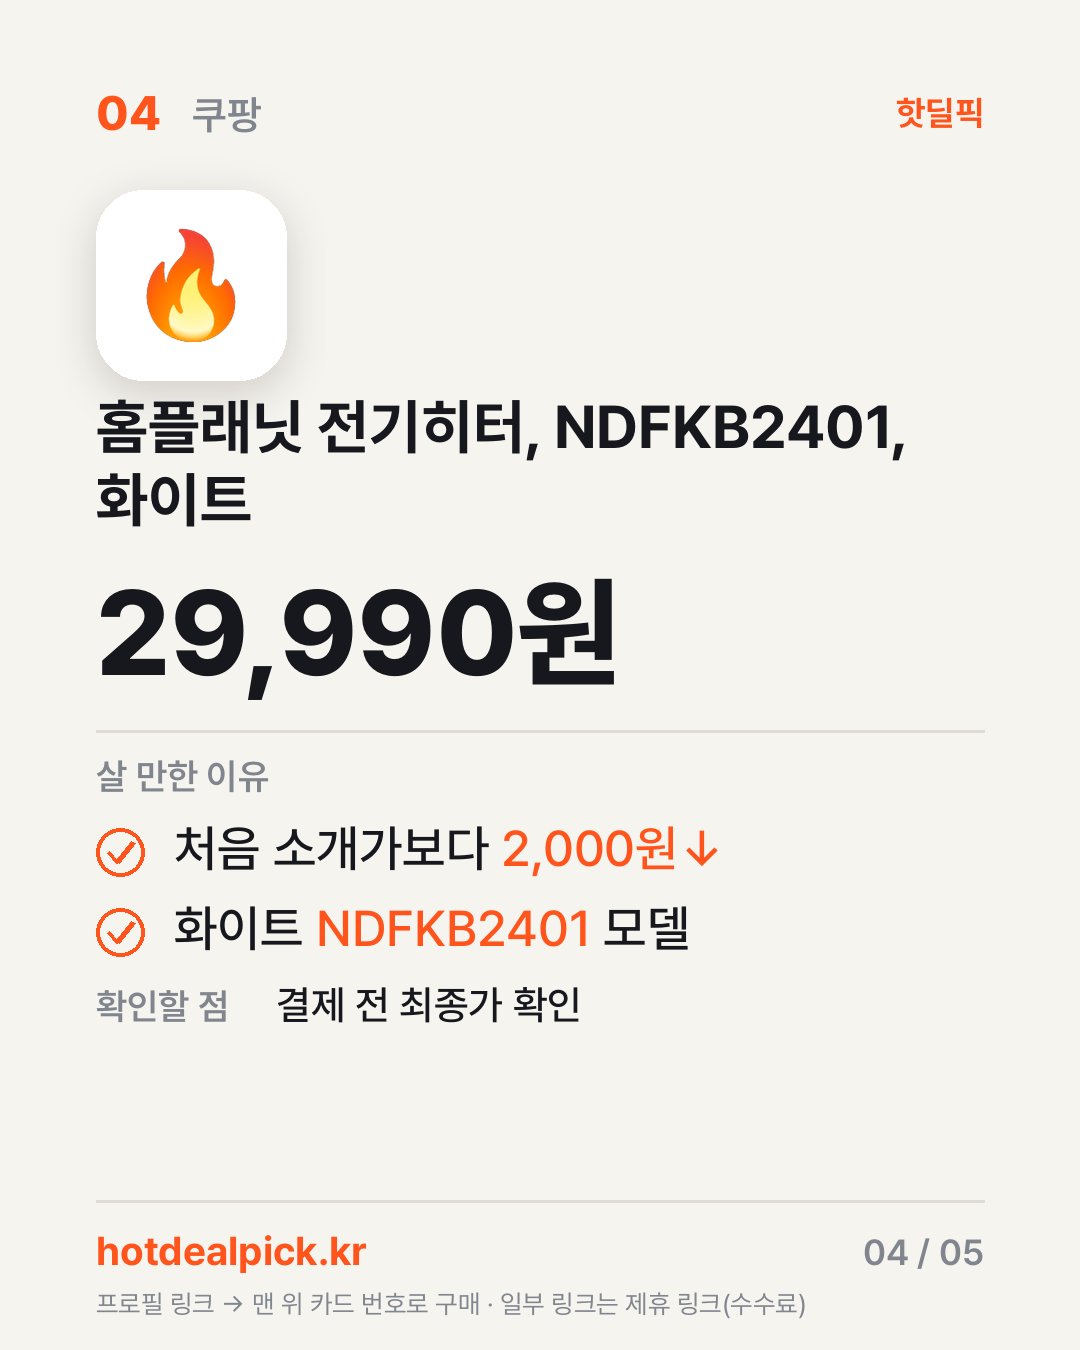 04 쿠팡
핫딜픽
홈플래닛 전기히터, NDFKB2401,
화이트
29,990원
살 만한 이유
처음 소개가보다 2,000원↓
화이트 NDFKB2401 모델
확인할 점 결제 전 최종가 확인
hotdealpick.kr
04 / 05
프로필 링크 → 맨 위 카드 번호로 구매 · 일부 링크는 제휴 링크(수수료)